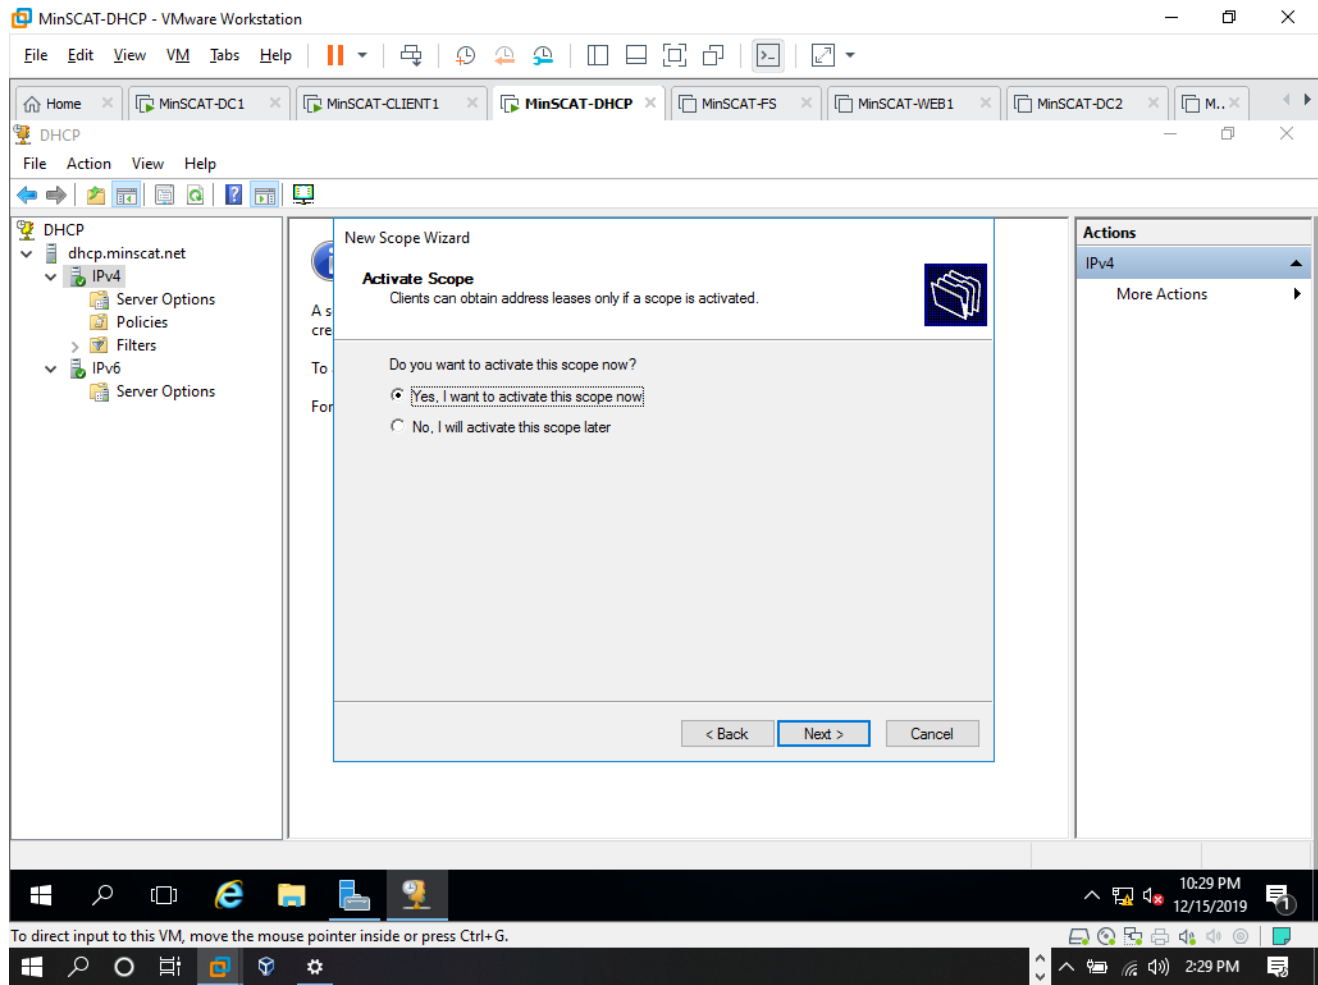 MinSCAT-DHCP - VMware Workstation
File Edit View VM Tabs Help
Home MinSCAT-DC1 MinSCAT-CLIENT1 MinSCAT-DHCP MinSCAT-FS MinSCAT-WEB1 MinSCAT-DC2 M..
DHCP
File Action View Help
DHCP
dhcp.minscat.net
IPv4
Server Options
Policies
Filters
IPv6
Server Options
A s
cre
To
For
New Scope Wizard
Activate Scope
Clients can obtain address leases only if a scope is activated.
Do you want to activate this scope now?
Yes, I want to activate this scope now
No, I will activate this scope later
< Back Next > Cancel
Actions
IPv4
More Actions
10:29 PM
12/15/2019
1
To direct input to this VM, move the mouse pointer inside or press Ctrl+G.
2:29 PM